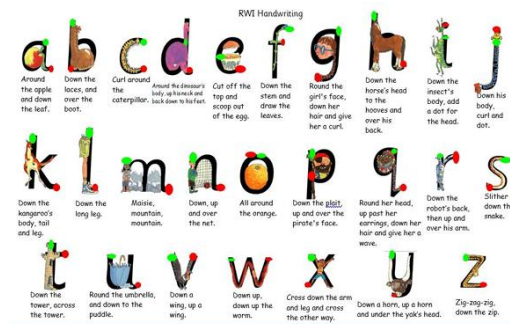 RWI Handwriting
a b c d e f g h i j
Around
the apple
and down
the leaf.
Down the
laces, and
over the
boot.
Curl around
the
caterpillar.
Around the dinosaur's
body, up his neck and
back down to his feet.
Cut off the
top and
scoop out
of the egg.
Down the
stem and
draw the
leaves.
Round the
girl's face,
down her
hair and give
her a curl.
Down the
horse's head
to the
hooves and
over his
back.
Down the
insect's
body, add
a dot for
the head.
Down his
body,
curl and
dot.
k l m n o p q r s
Down the
kangaroo's
body, tail
and leg.
Down the
long leg.
Maisie,
mountain,
mountain.
Down, up
and over
the net.
All around
the orange.
Down the plait,
up and over the
pirate's face.
Round her head,
up past her
earrings, down her
hair and give her a
wave.
Down the
robot's back,
then up and
over his arm.
Slither
down th
snake.
t u v w x y z
Down the
tower, across
the tower.
Round the umbrella,
and down to the
puddle.
Down a
wing, up a
wing.
Down up,
down up the
worm.
Cross down the arm
and leg and cross
the other way.
Down a horn, up a horn
and under the yak's head.
Zig-zag-zig,
down the zip.